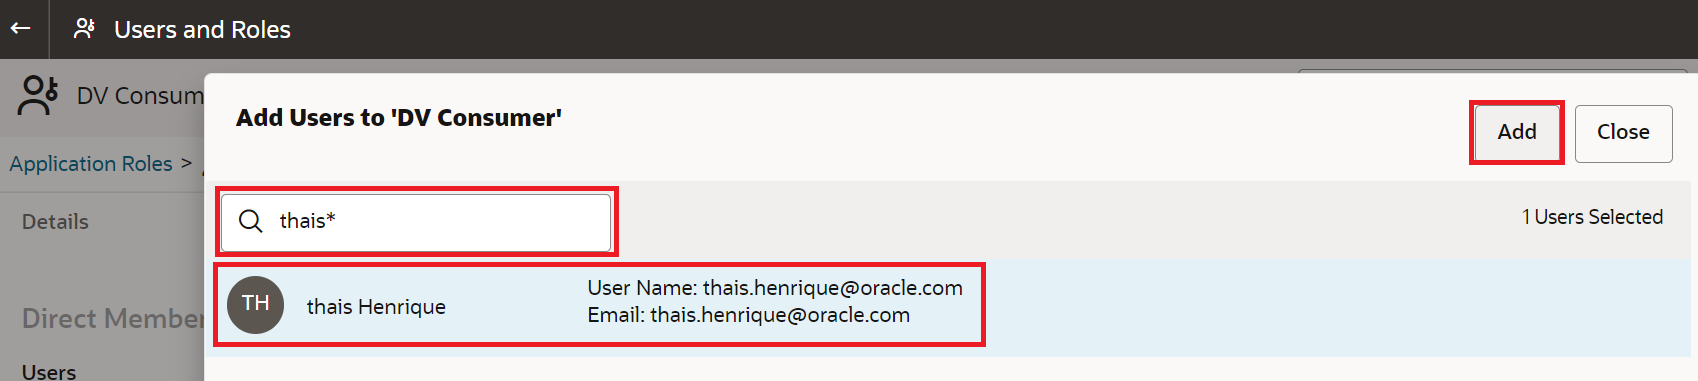 Users and Roles
DV Consum
Add Users to 'DV Consumer'
Add
Close
Application Roles >
thais*
1 Users Selected
Details
TH
thais Henrique
User Name: thais.henrique@oracle.com
Email: thais.henrique@oracle.com
Direct Member
Users